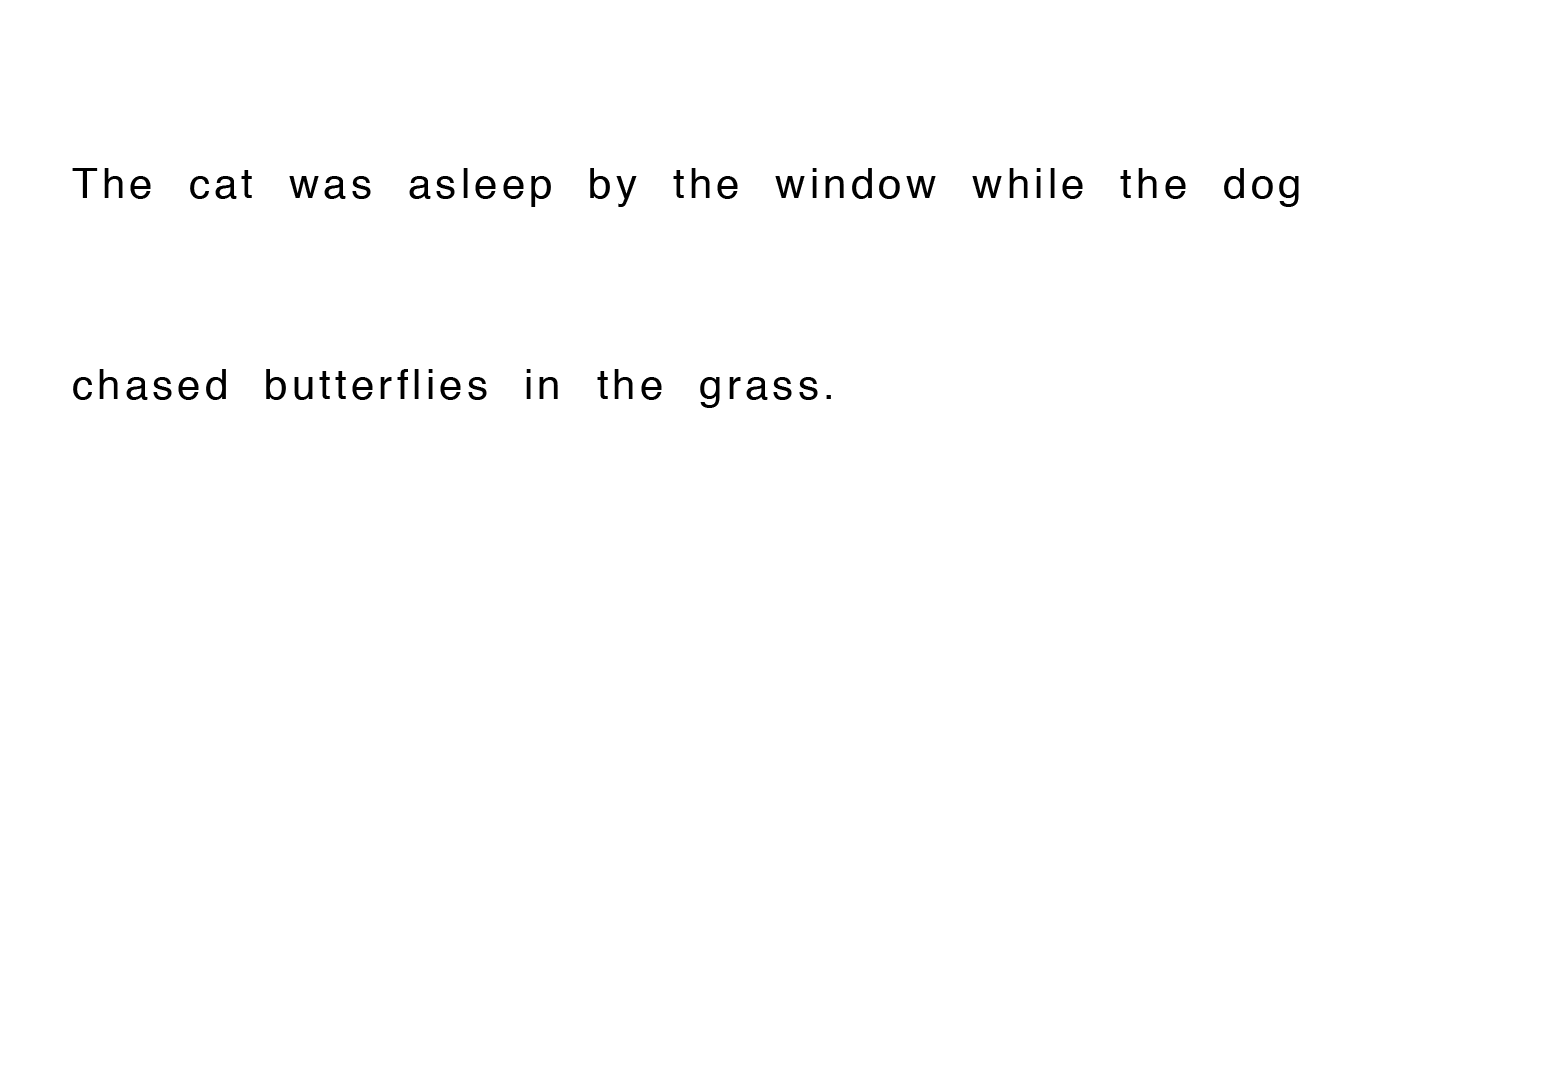 The cat was asleep by the window while the dog
chased butterflies in the grass.